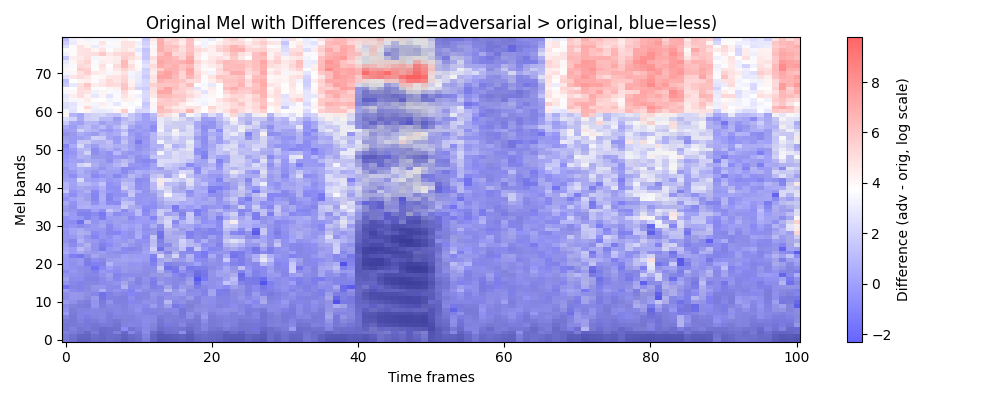 Original Mel with Differences (red=adversarial > original, blue=less)
Mel bands
70
60
50
40
30
20
10
0
0 20 40 60 80 100
Time frames
8
6
4
2
0
−2
Difference (adv - orig, log scale)